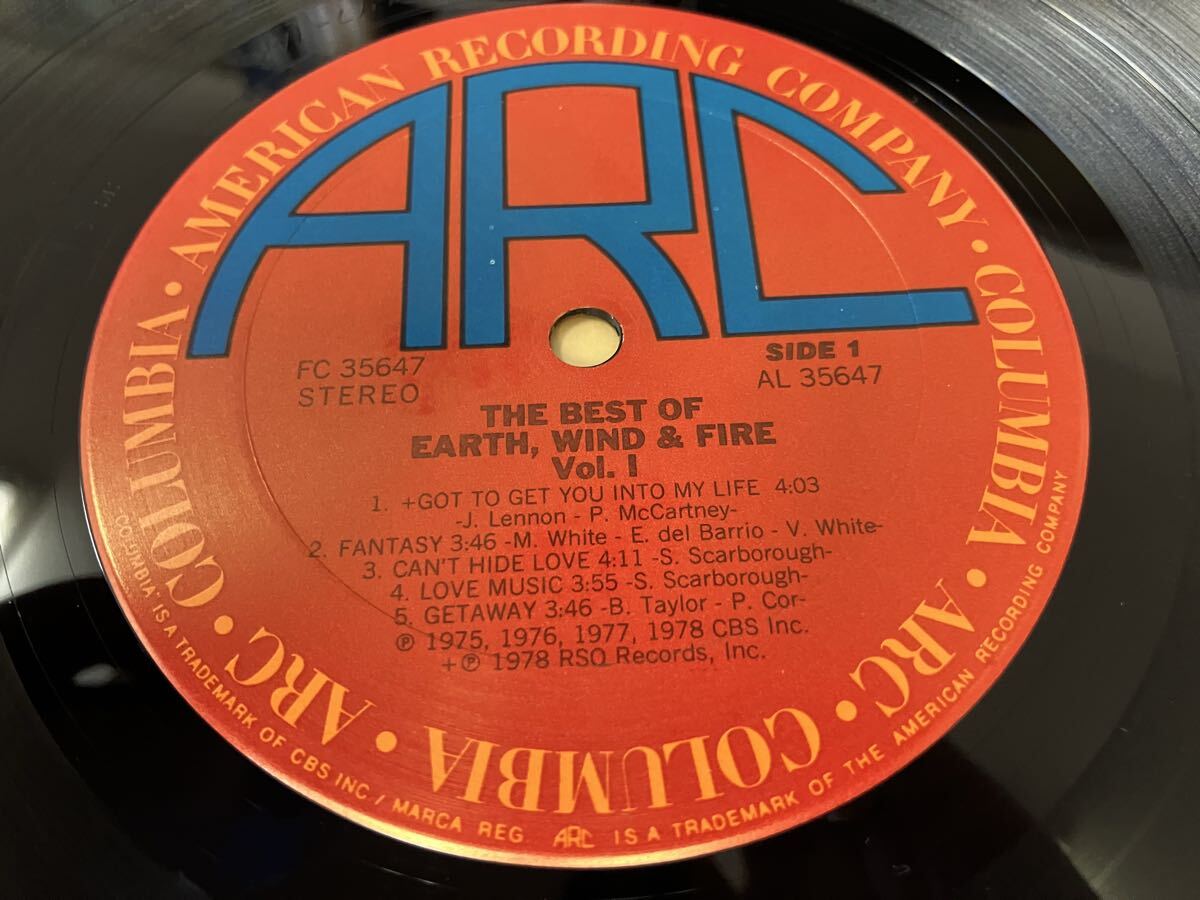 · AMERICAN RECORDING COMPANY · COLUMBIA · ARC · COLUMBIA · ARC · COLUMBIA
ARC
FC 35647
STEREO
SIDE 1
AL 35647
THE BEST OF
EARTH, WIND & FIRE
Vol. I
1. +GOT TO GET YOU INTO MY LIFE 4:03
-J. Lennon - P. McCartney-
2. FANTASY 3:46 -M. White - E. del Barrio - V. White-
3. CAN'T HIDE LOVE 4:11 -S. Scarborough-
4. LOVE MUSIC 3:55 -S. Scarborough-
5. GETAWAY 3:46 -B. Taylor - P. Cor-
℗ 1975, 1976, 1977, 1978 CBS Inc.
+℗ 1978 RSO Records, Inc.
COLUMBIA IS A TRADEMARK OF CBS INC / MARCA REG. ARC IS A TRADEMARK OF THE AMERICAN RECORDING COMPANY